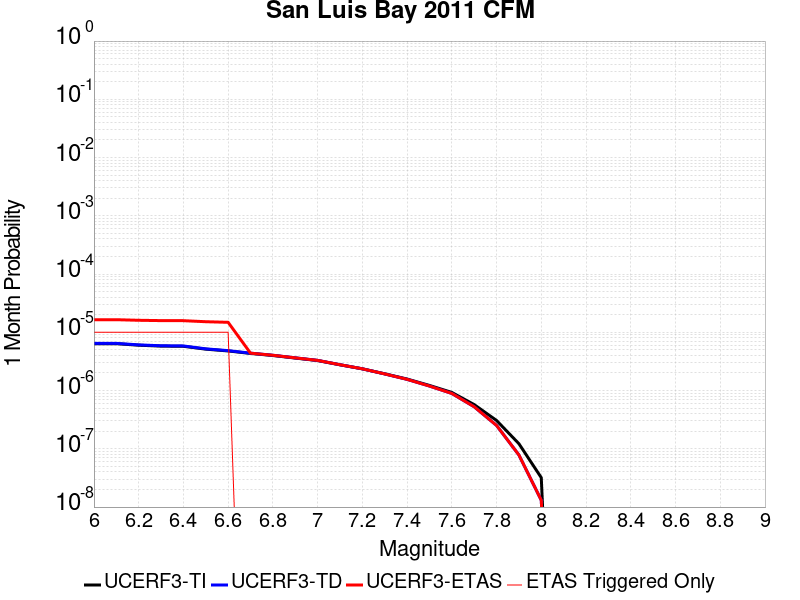 San Luis Bay 2011 CFM
10 0
10 -1
10 -2
10 -3
10 -4
10 -5
10 -6
10 -7
10 -8
1 Month Probability
6 6.2 6.4 6.6 6.8 7 7.2 7.4 7.6 7.8 8 8.2 8.4 8.6 8.8 9
Magnitude
UCERF3-TI UCERF3-TD UCERF3-ETAS ETAS Triggered Only